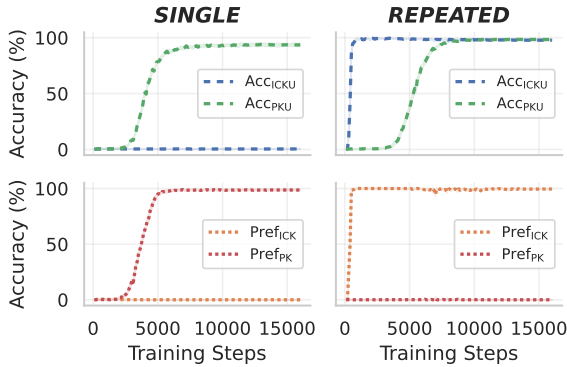 SINGLE
REPEATED
Accuracy (%)
100
50
0
Acc_ICKU
Acc_PKU
Acc_ICKU
Acc_PKU
Accuracy (%)
100
50
0
Pref_ICK
Pref_PK
Pref_ICK
Pref_PK
0 5000 10000 15000
0 5000 10000 15000
Training Steps
Training Steps